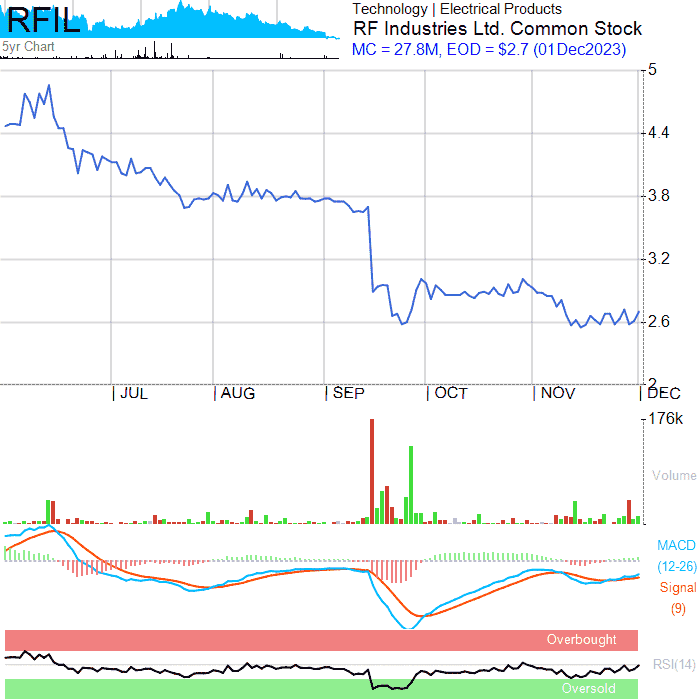 RFIL
5yr Chart
Technology | Electrical Products
RF Industries Ltd. Common Stock
MC = 27.8M, EOD = $2.7 (01Dec2023)
5
4.4
3.8
3.2
2.6
2
| JUL | AUG | SEP | OCT | NOV | DEC
176k
Volume
MACD
(12-26)
Signal
(9)
Overbought
RSI(14)
Oversold